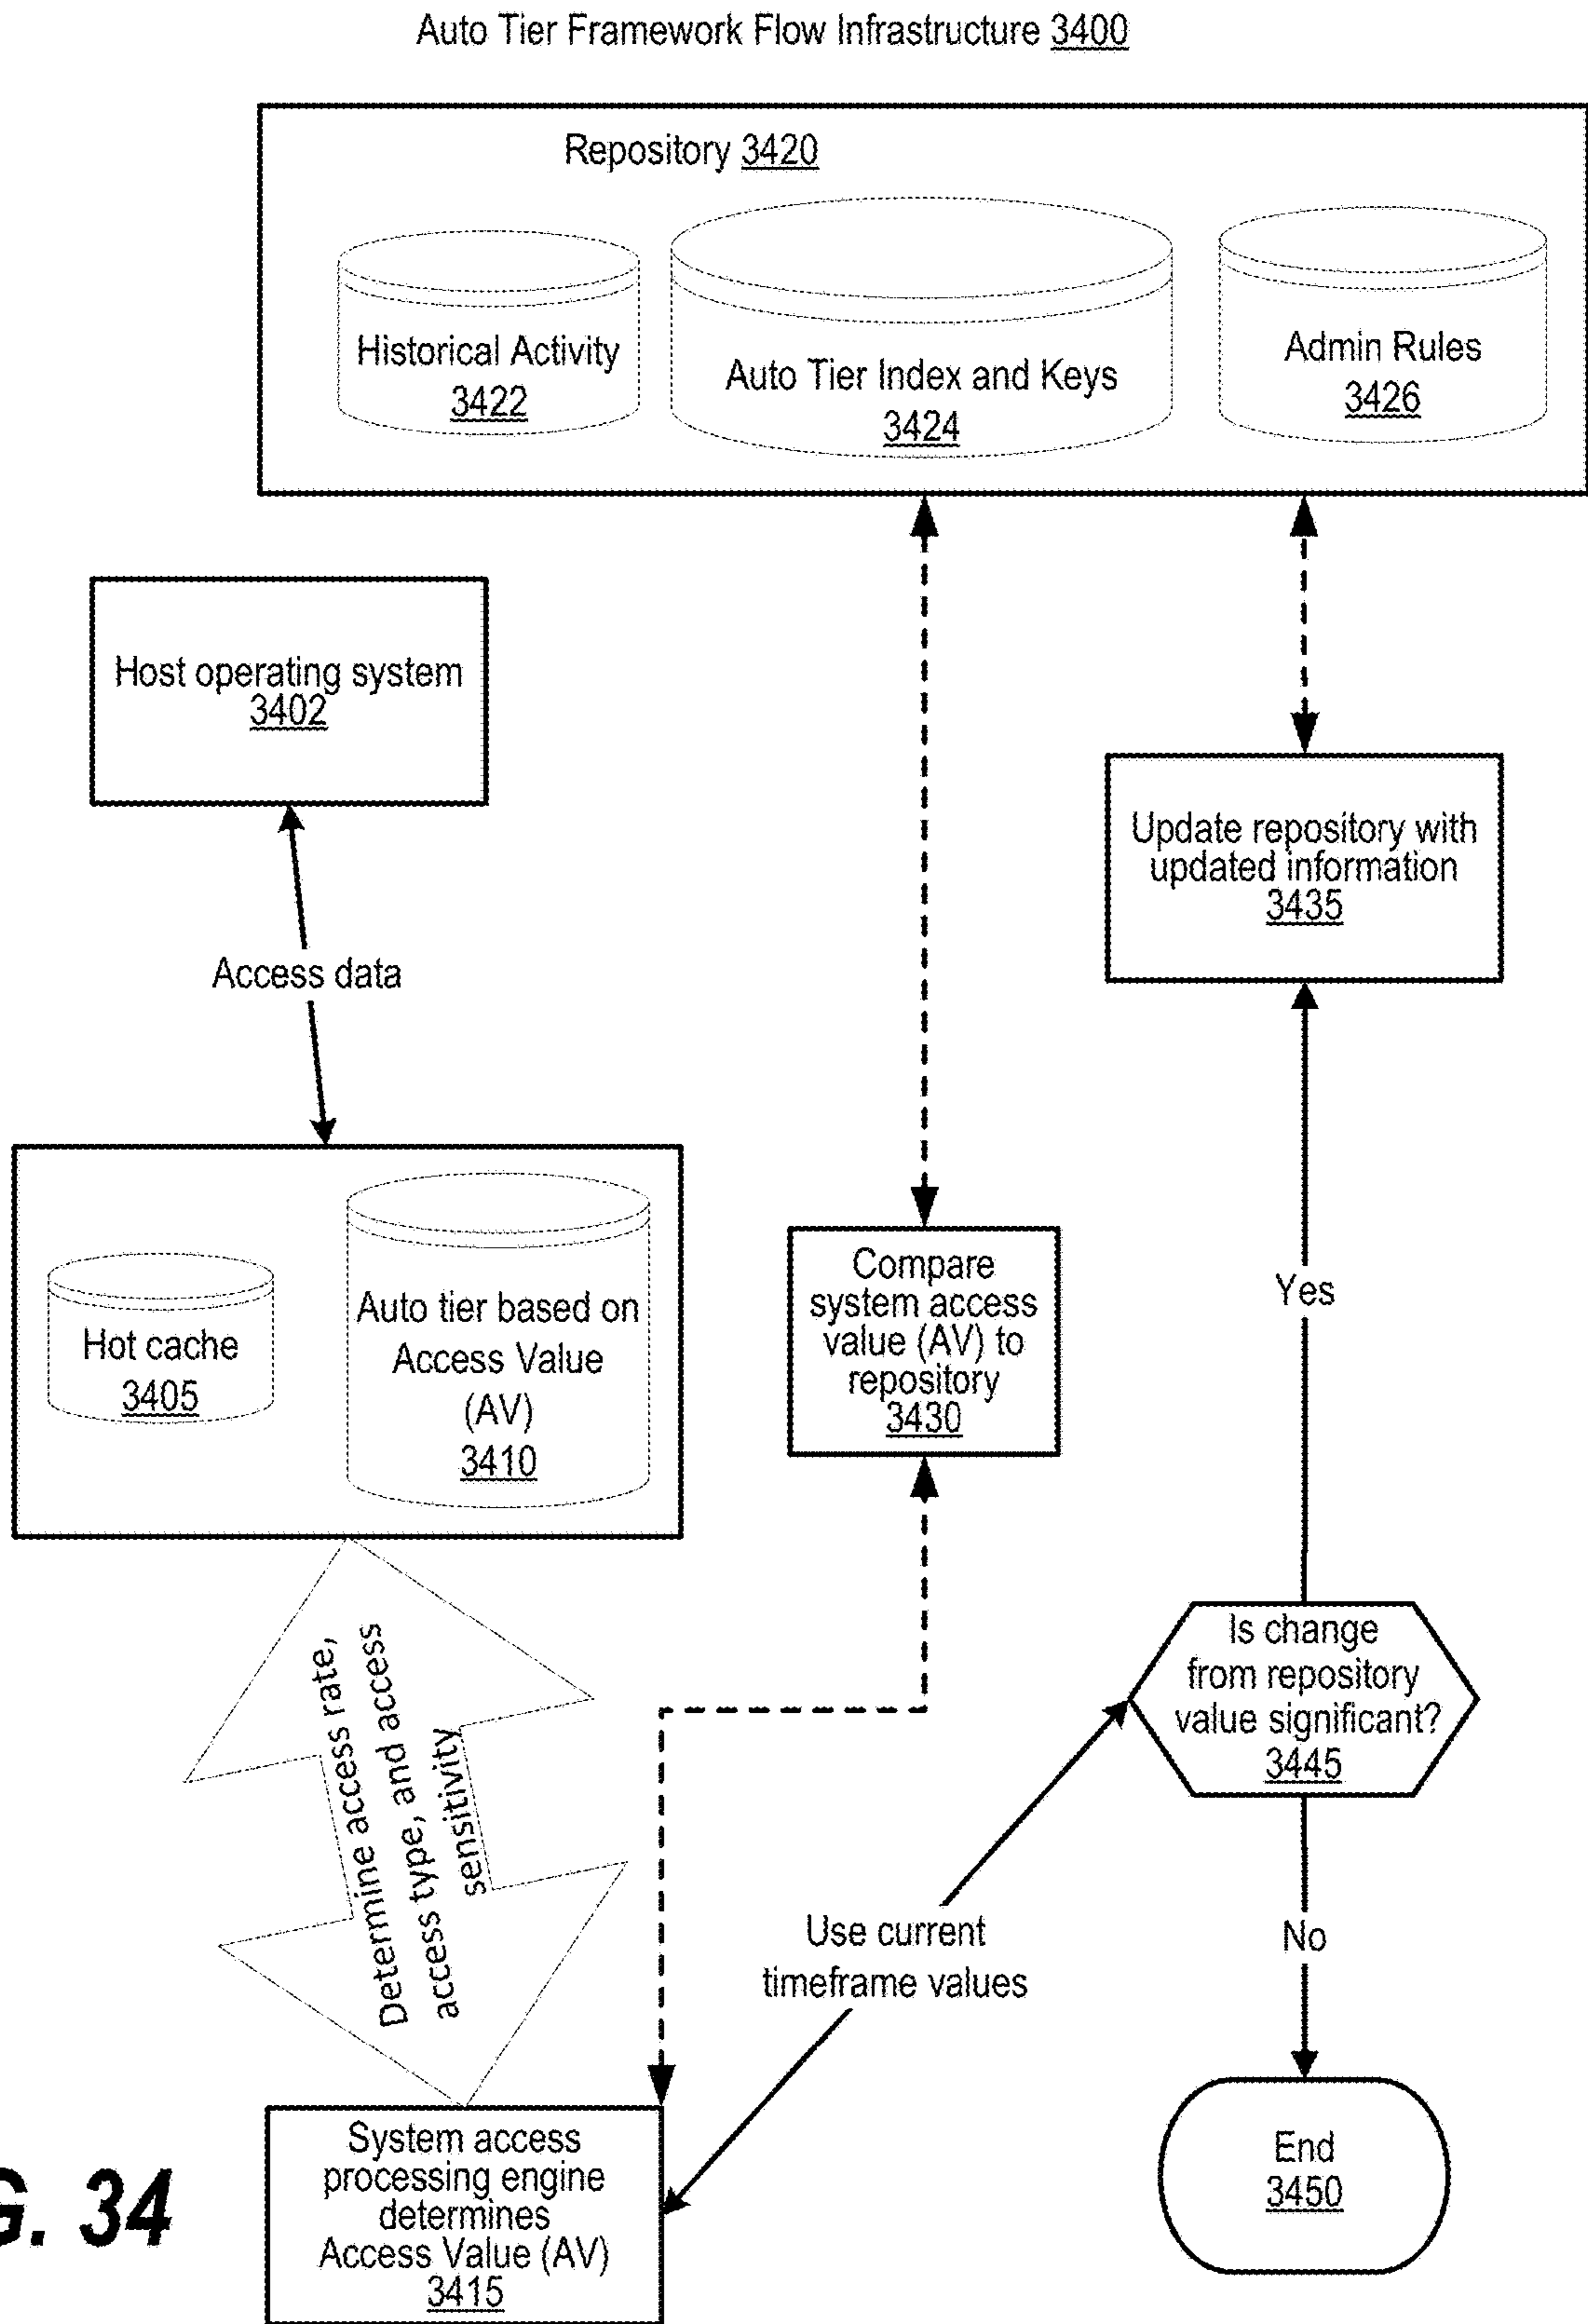 Auto Tier Framework Flow Infrastructure 3400
Repository 3420
Historical Activity
3422
Auto Tier Index and Keys
3424
Admin Rules
3426
Host operating system
3402
Update repository with
updated information
3435
Access data
Hot cache
3405
Auto tier based on
Access Value
(AV)
3410
Compare
system access
value (AV) to
repository
3430
Yes
Determine access rate,
access type, and access
sensitivity
Is change
from repository
value significant?
3445
Use current
timeframe values
No
System access
processing engine
determines
Access Value (AV)
3415
End
3450
G. 34